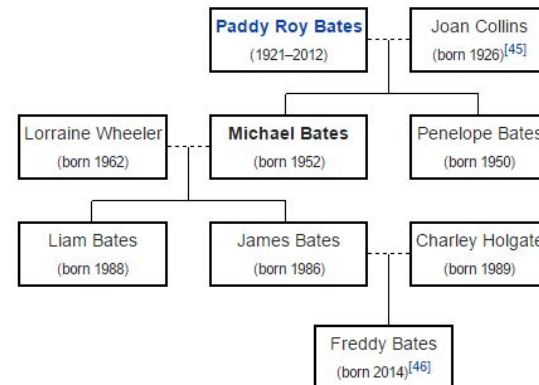 Paddy Roy Bates
(1921–2012)
Joan Collins
(born 1926)[45]
Lorraine Wheeler
(born 1962)
Michael Bates
(born 1952)
Penelope Bates
(born 1950)
Liam Bates
(born 1988)
James Bates
(born 1986)
Charley Holgate
(born 1989)
Freddy Bates
(born 2014)[46]